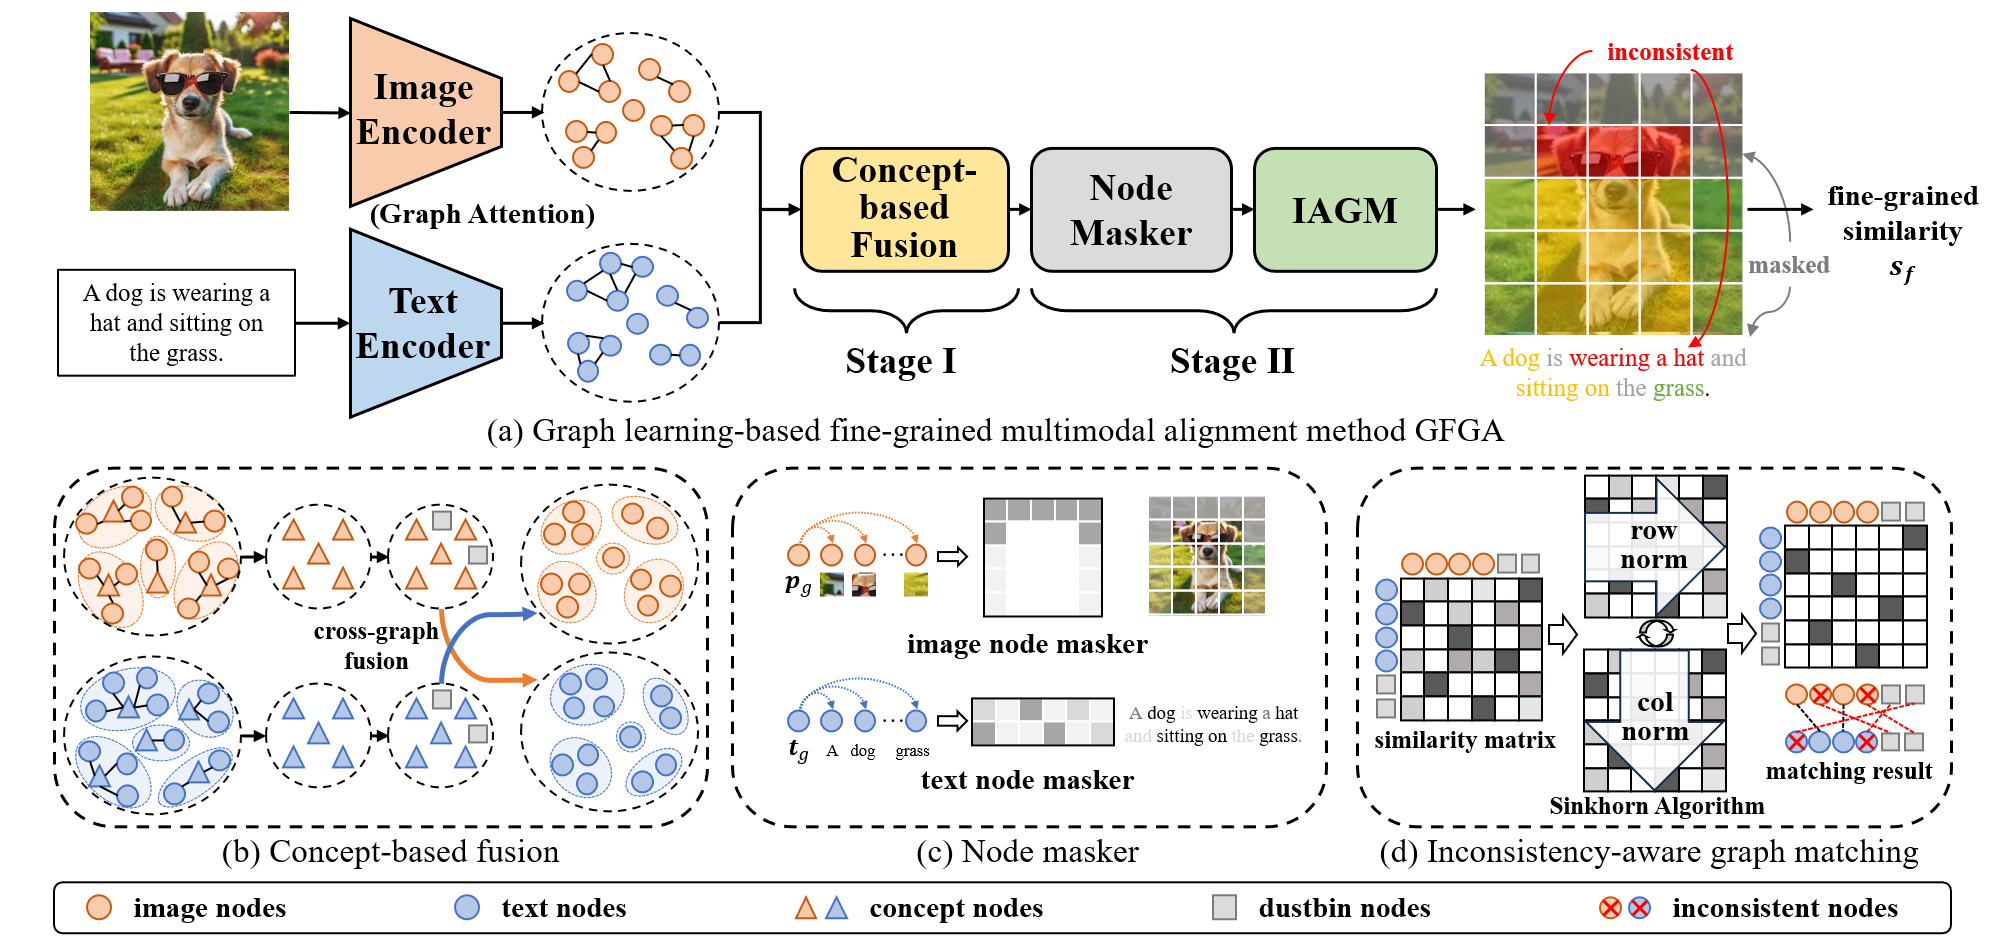 inconsistent
Image
Encoder
(Graph Attention)
Text
Encoder
A dog is wearing a
hat and sitting on
the grass.
Concept-
based
Fusion
Node
Masker
IAGM
Stage I
Stage II
masked
fine-grained
similarity
s_f
A dog is wearing a hat and
sitting on the grass.
(a) Graph learning-based fine-grained multimodal alignment method GFGA
cross-graph
fusion
(b) Concept-based fusion
p_g
...
image node masker
t_g
A dog ... grass
A dog is wearing a hat
and sitting on the grass.
text node masker
(c) Node masker
similarity matrix
row
norm
col
norm
Sinkhorn Algorithm
matching result
(d) Inconsistency-aware graph matching
image nodes
text nodes
concept nodes
dustbin nodes
inconsistent nodes